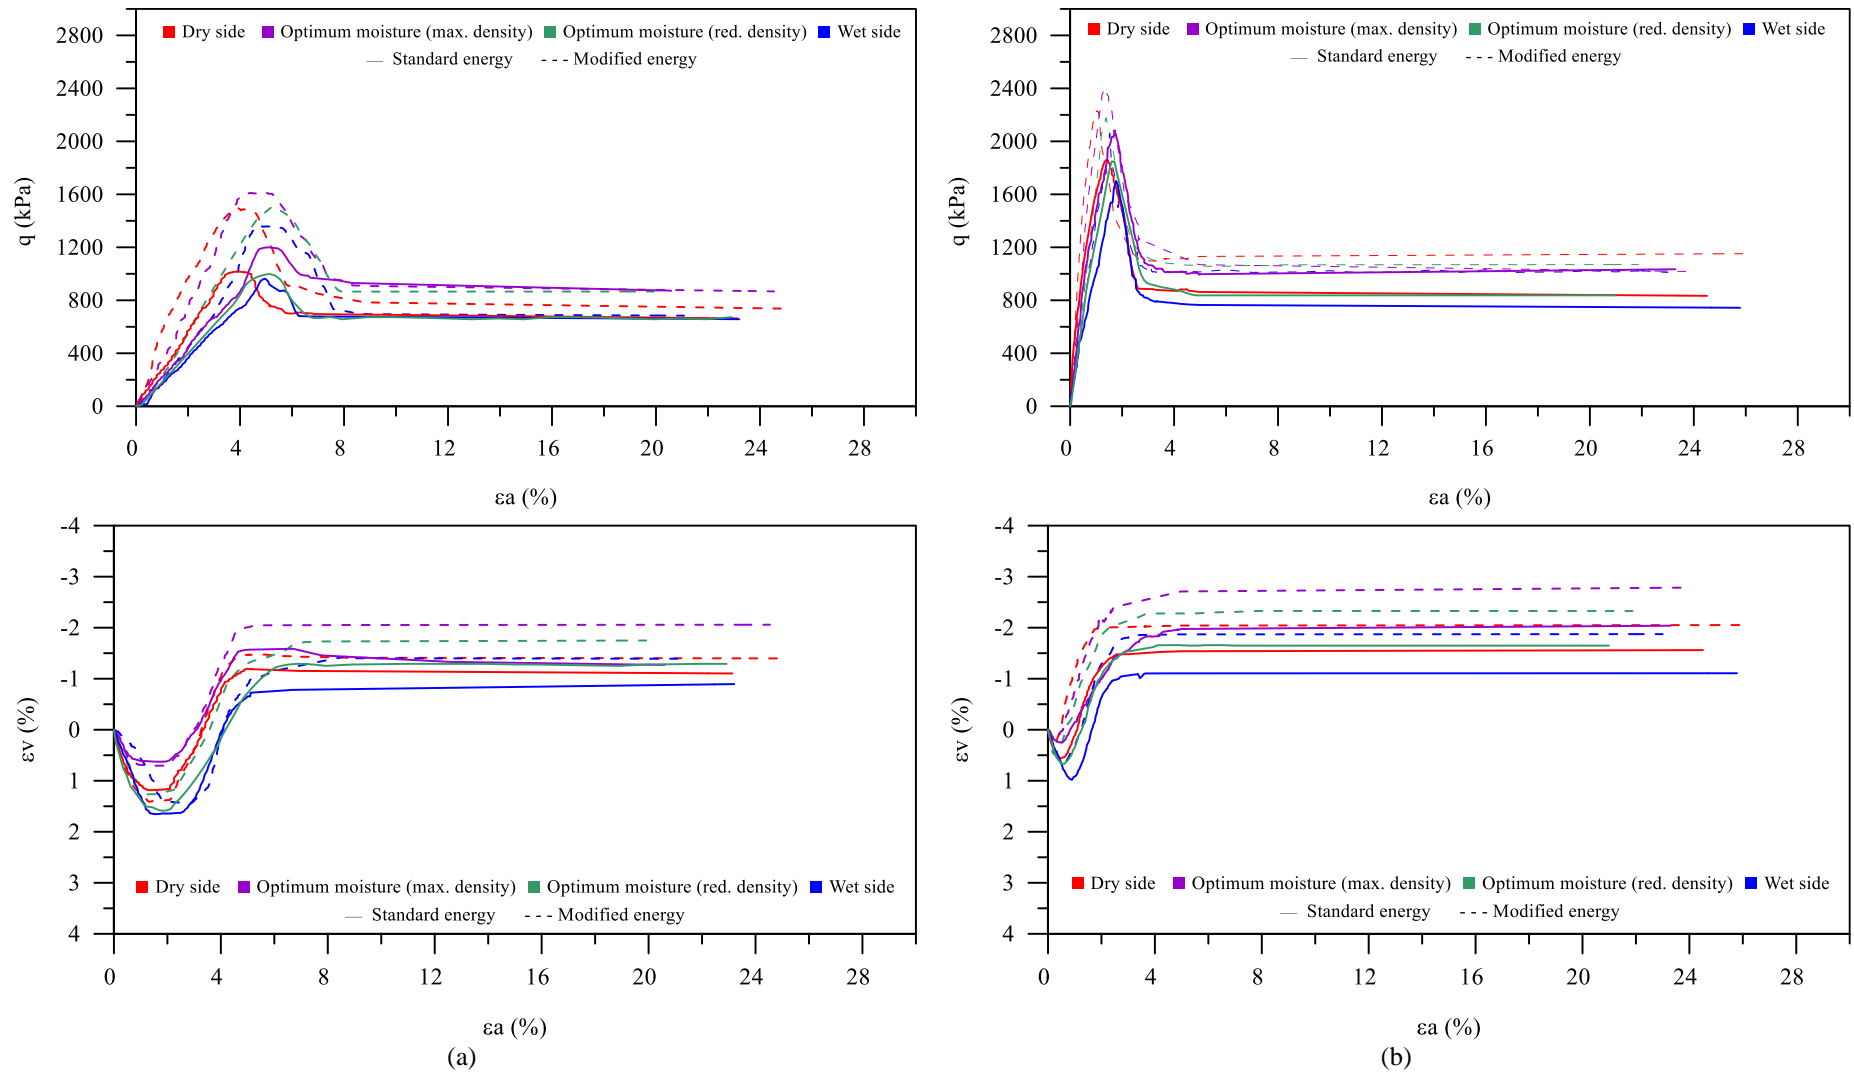 Dry side Optimum moisture (max. density) Optimum moisture (red. density) Wet side
Standard energy Modified energy
2800
2400
2000
1600
1200
800
400
0
q (kPa)
0 4 8 12 16 20 24 28
εa (%)
Dry side Optimum moisture (max. density) Optimum moisture (red. density) Wet side
Standard energy Modified energy
2800
2400
2000
1600
1200
800
400
0
q (kPa)
0 4 8 12 16 20 24 28
εa (%)
-4
-3
-2
-1
0
1
2
3
4
εv (%)
Dry side Optimum moisture (max. density) Optimum moisture (red. density) Wet side
Standard energy Modified energy
0 4 8 12 16 20 24 28
εa (%)
(a)
-4
-3
-2
-1
0
1
2
3
4
εv (%)
Dry side Optimum moisture (max. density) Optimum moisture (red. density) Wet side
Standard energy Modified energy
0 4 8 12 16 20 24 28
εa (%)
(b)